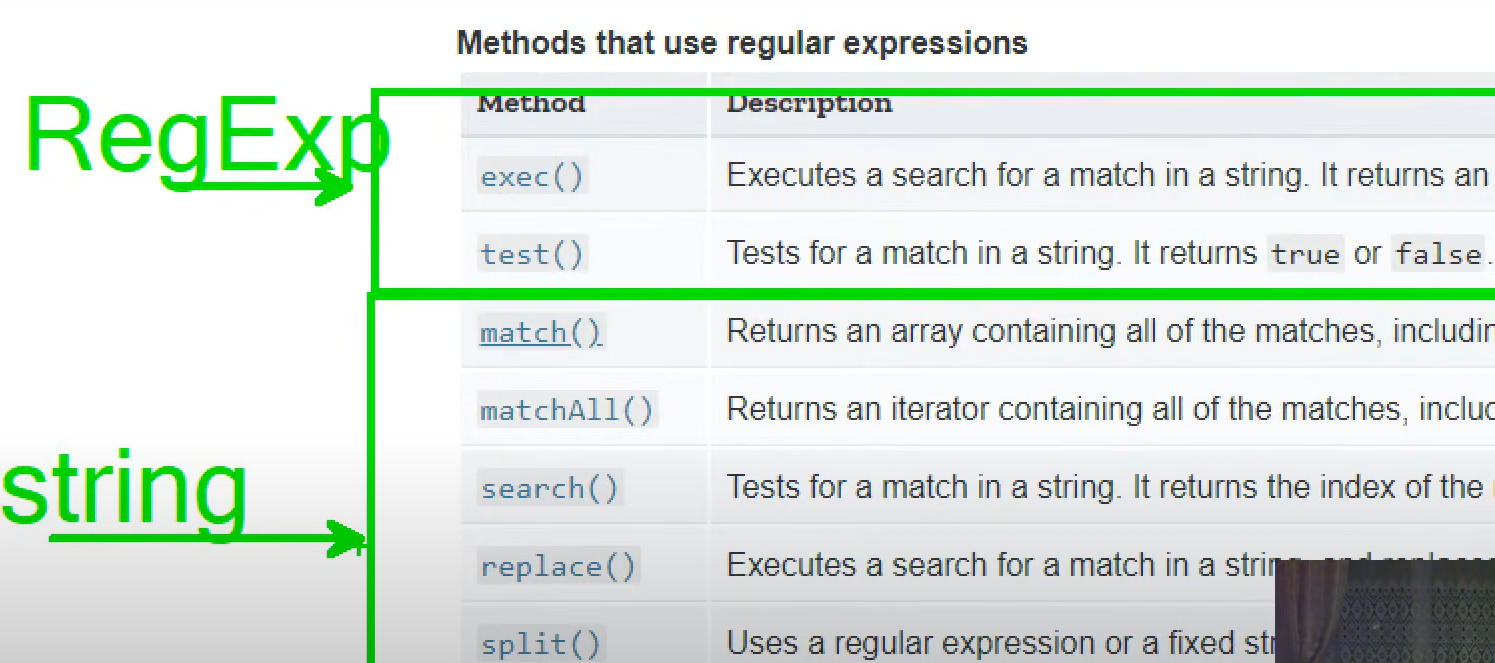 Methods that use regular expressions
RegExp
Method Description
exec() Executes a search for a match in a string. It returns an
test() Tests for a match in a string. It returns true or false.
match() Returns an array containing all of the matches, includin
matchAll() Returns an iterator containing all of the matches, includ
string
search() Tests for a match in a string. It returns the index of the
replace() Executes a search for a match in a string, and replaces
split() Uses a regular expression or a fixed str